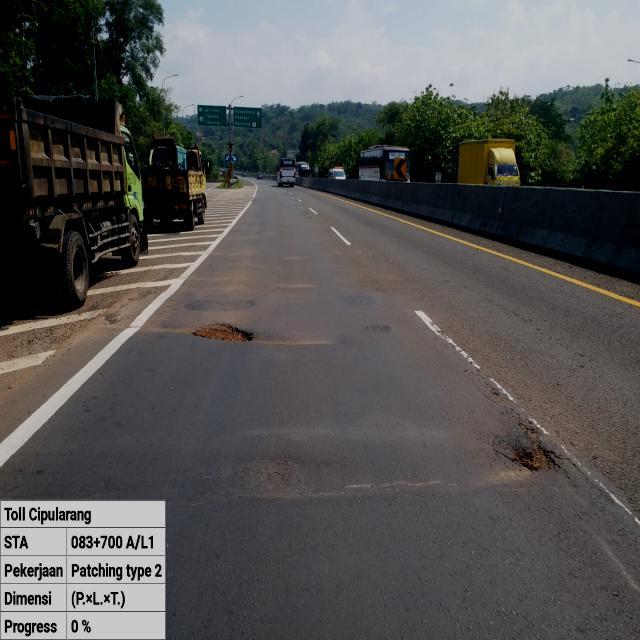 Toll Cipularang
STA 083+700 A/L1
Pekerjaan Patching type 2
Dimensi (P.×L.×T.)
Progress 0 %